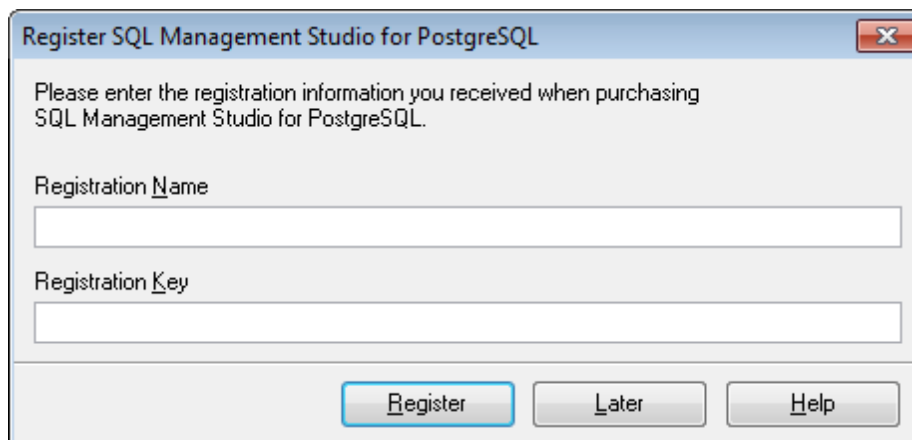 Register SQL Management Studio for PostgreSQL
Please enter the registration information you received when purchasing
SQL Management Studio for PostgreSQL.
Registration Name
Registration Key
Register Later Help